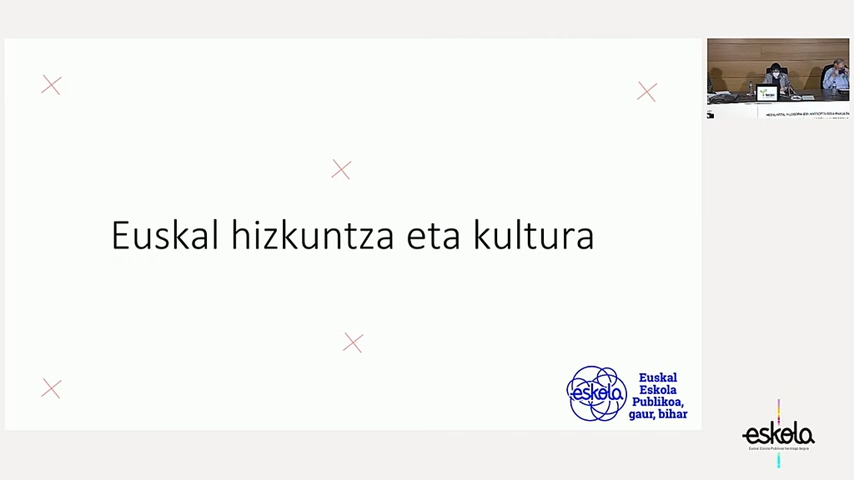 Euskal hizkuntza eta kultura
eskola
Euskal
Eskola
Publikoa,
gaur, bihar
eskola